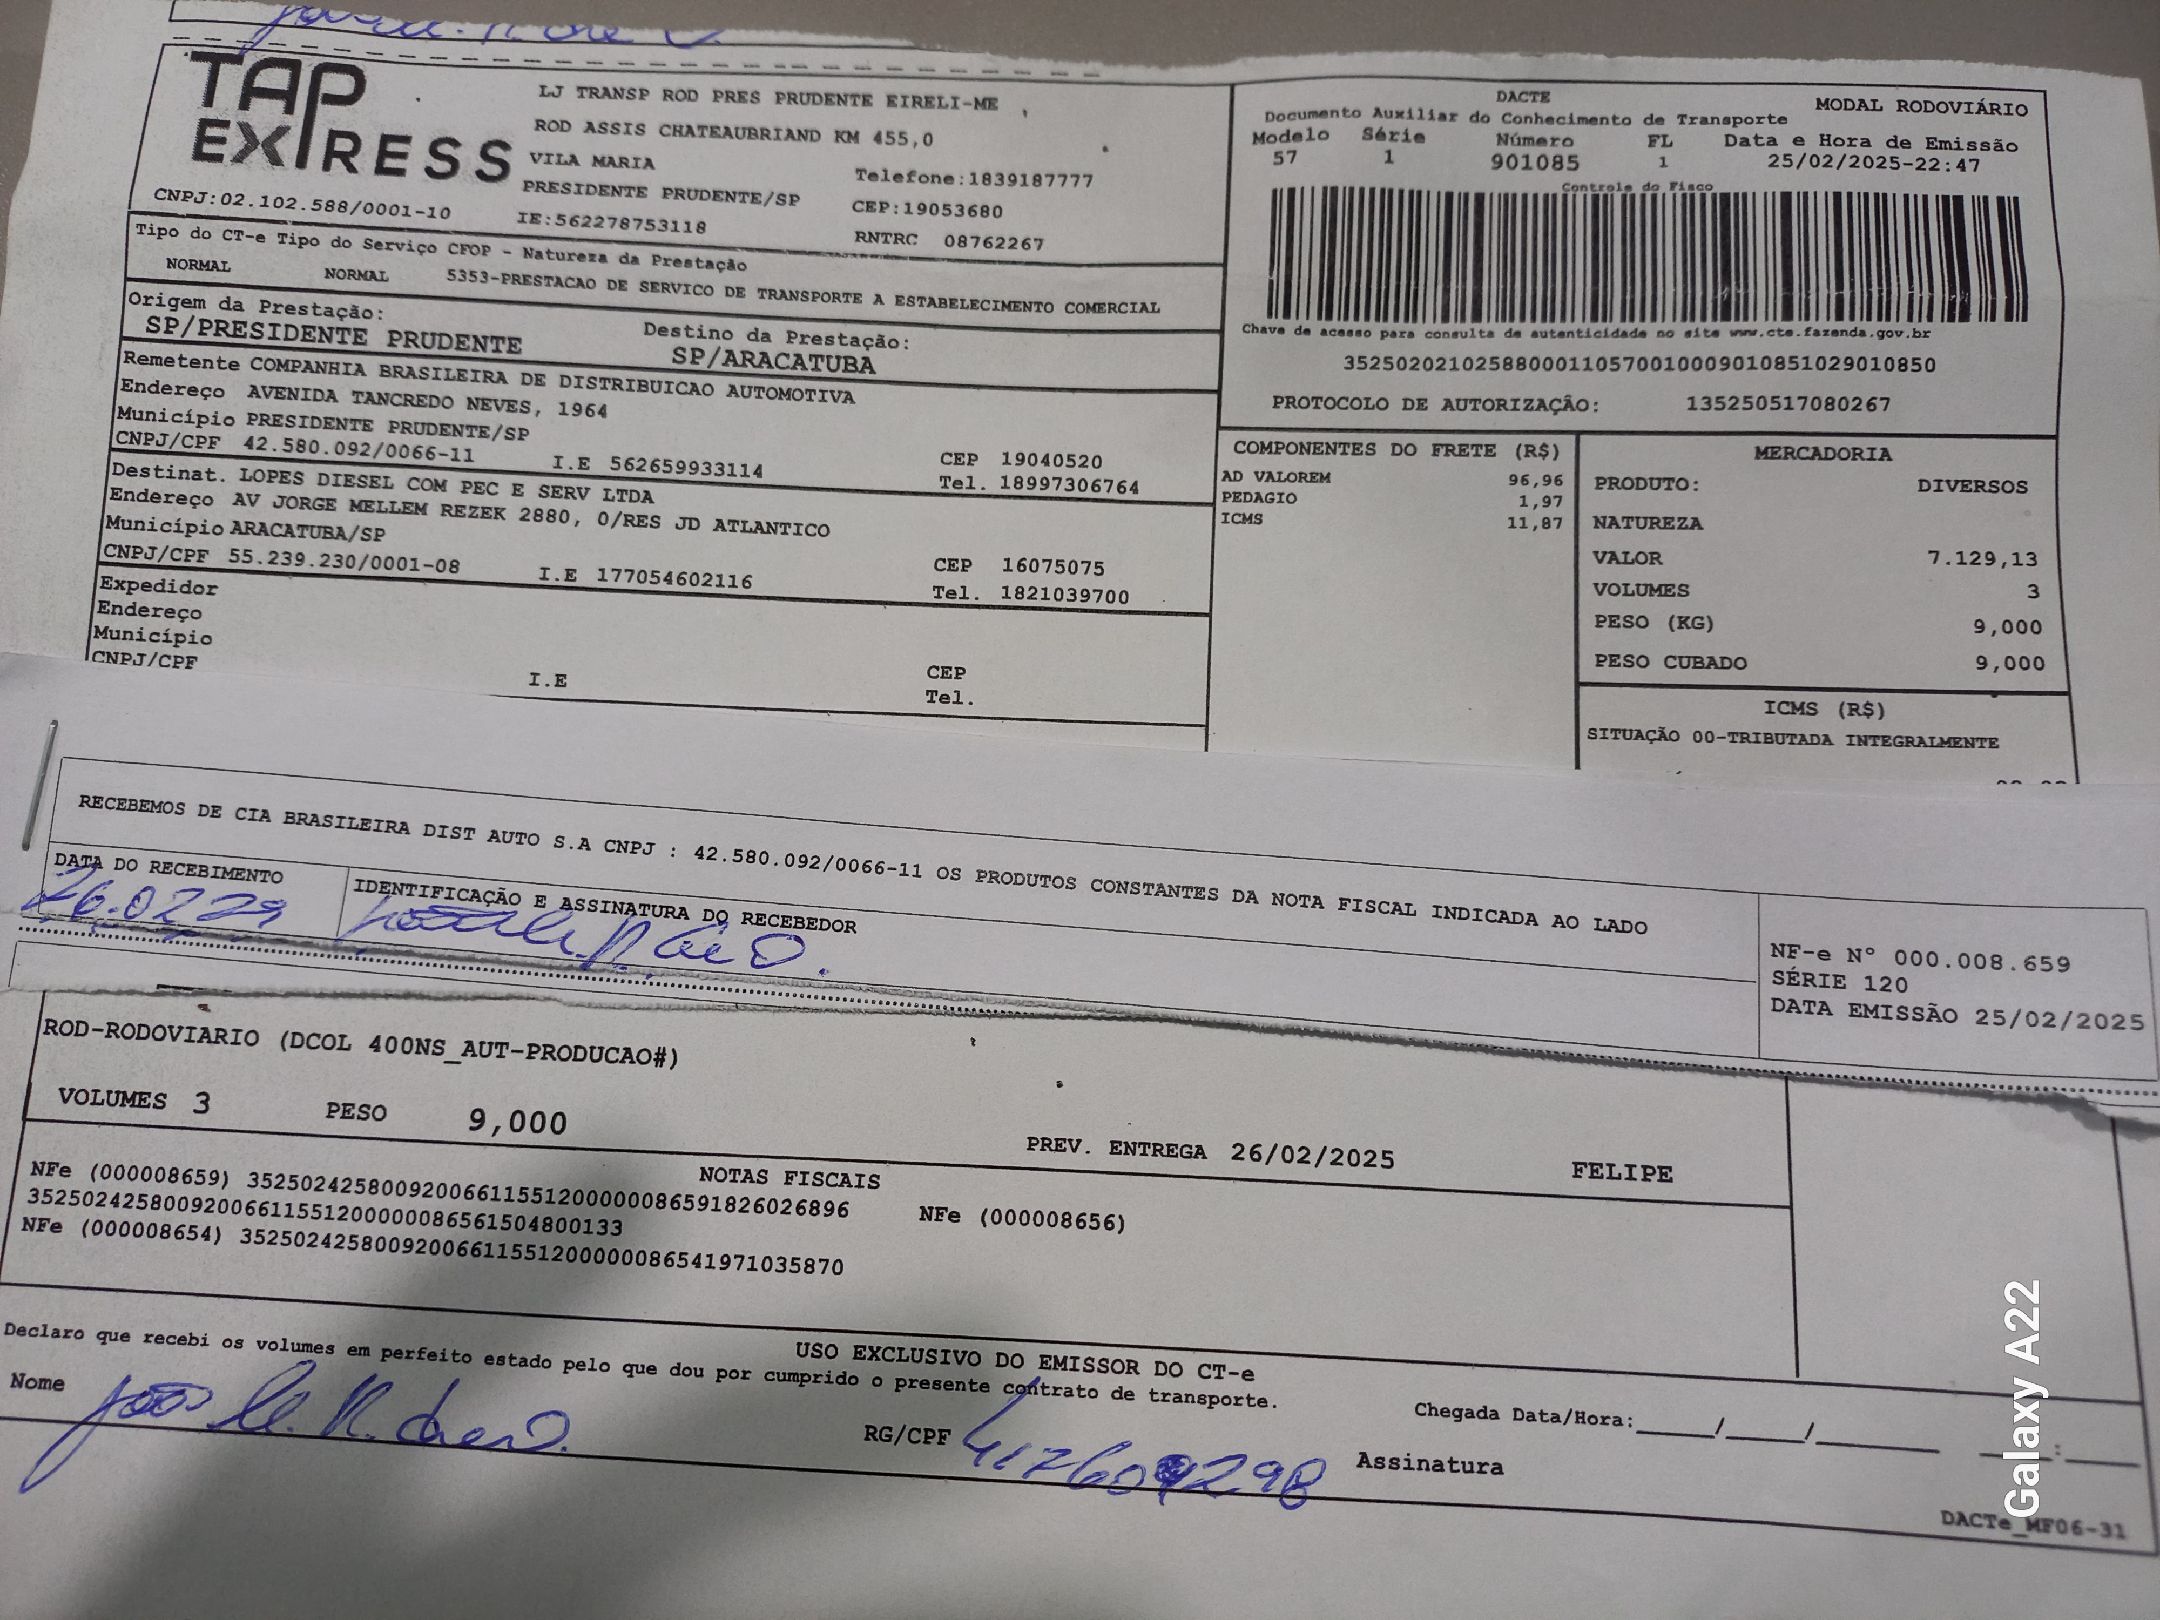 TAP EXPRESS
LJ TRANSP ROD PRES PRUDENTE EIRELI-ME
ROD ASSIS CHATEAUBRIAND KM 455,0
VILA MARIA
Telefone:1839187777
PRESIDENTE PRUDENTE/SP
CEP:19053680
CNPJ:02.102.588/0001-10
IE:562278753118
RNTRC 08762267
DACTE
MODAL RODOVIÁRIO
Documento Auxiliar do Conhecimento de Transporte
Modelo Série Número FL Data e Hora de Emissão
57 1 901085 1 25/02/2025-22:47
Controle do Fisco
Chave de acesso para consulta de autenticidade no site www.cte.fazenda.gov.br
35250202102588000110570010009010851029010850
PROTOCOLO DE AUTORIZAÇÃO: 135250517080267
Tipo do CT-e Tipo do Serviço CFOP - Natureza da Prestação
NORMAL NORMAL 5353-PRESTACAO DE SERVICO DE TRANSPORTE A ESTABELECIMENTO COMERCIAL
Origem da Prestação: Destino da Prestação:
SP/PRESIDENTE PRUDENTE SP/ARACATUBA
Remetente COMPANHIA BRASILEIRA DE DISTRIBUICAO AUTOMOTIVA
Endereço AVENIDA TANCREDO NEVES, 1964
Município PRESIDENTE PRUDENTE/SP CEP 19040520
CNPJ/CPF 42.580.092/0066-11 I.E 562659933114 Tel. 18997306764
Destinat. LOPES DIESEL COM PEC E SERV LTDA
Endereço AV JORGE MELLEM REZEK 2880, 0/RES JD ATLANTICO
Município ARACATUBA/SP CEP 16075075
CNPJ/CPF 55.239.230/0001-08 I.E 177054602116 Tel. 1821039700
Expedidor
Endereço
Município CEP
CNPJ/CPF I.E Tel.
COMPONENTES DO FRETE (R$)
AD VALOREM 96,96
PEDAGIO 1,97
ICMS 11,87
MERCADORIA
PRODUTO: DIVERSOS
NATUREZA
VALOR 7.129,13
VOLUMES 3
PESO (KG) 9,000
PESO CUBADO 9,000
ICMS (R$)
SITUAÇÃO 00-TRIBUTADA INTEGRALMENTE
RECEBEMOS DE CIA BRASILEIRA DIST AUTO S.A CNPJ : 42.580.092/0066-11 OS PRODUTOS CONSTANTES DA NOTA FISCAL INDICADA AO LADO
DATA DO RECEBIMENTO IDENTIFICAÇÃO E ASSINATURA DO RECEBEDOR
NF-e Nº 000.008.659
SÉRIE 120
DATA EMISSÃO 25/02/2025
ROD-RODOVIARIO (DCOL 400NS_AUT-PRODUCAO#)
VOLUMES 3 PESO 9,000 PREV. ENTREGA 26/02/2025 FELIPE
NOTAS FISCAIS
NFe (000008659) 35250242580092006611551200000086591826026896 NFe (000008656)
35250242580092006611551200000086561504800133
NFe (000008654) 35250242580092006611551200000086541971035870
USO EXCLUSIVO DO EMISSOR DO CT-e
Declaro que recebi os volumes em perfeito estado pelo que dou por cumprido o presente contrato de transporte.
Nome João RG/CPF Chegada Data/Hora:_____/_____/_______ ____:____
Assinatura
DACTe_MF06-31
Galaxy A22